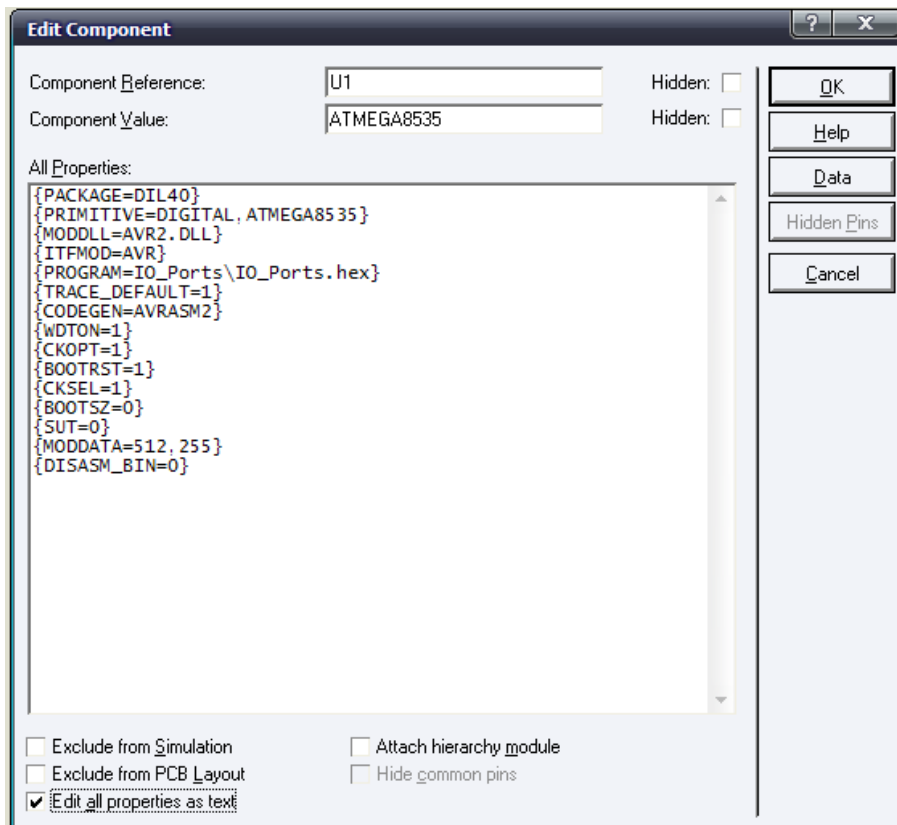 Edit Component
? X
Component Reference: U1 Hidden:
Component Value: ATMEGA8535 Hidden:
OK
Help
Data
Hidden Pins
Cancel
All Properties:
{PACKAGE=DIL40}
{PRIMITIVE=DIGITAL,ATMEGA8535}
{MODDLL=AVR2.DLL}
{ITFMOD=AVR}
{PROGRAM=IO_Ports\IO_Ports.hex}
{TRACE_DEFAULT=1}
{CODEGEN=AVRASM2}
{WDTON=1}
{CKOPT=1}
{BOOTRST=1}
{CKSEL=1}
{BOOTSZ=0}
{SUT=0}
{MODDATA=512,255}
{DISASM_BIN=0}
Exclude from Simulation
Exclude from PCB Layout
Edit all properties as text
Attach hierarchy module
Hide common pins